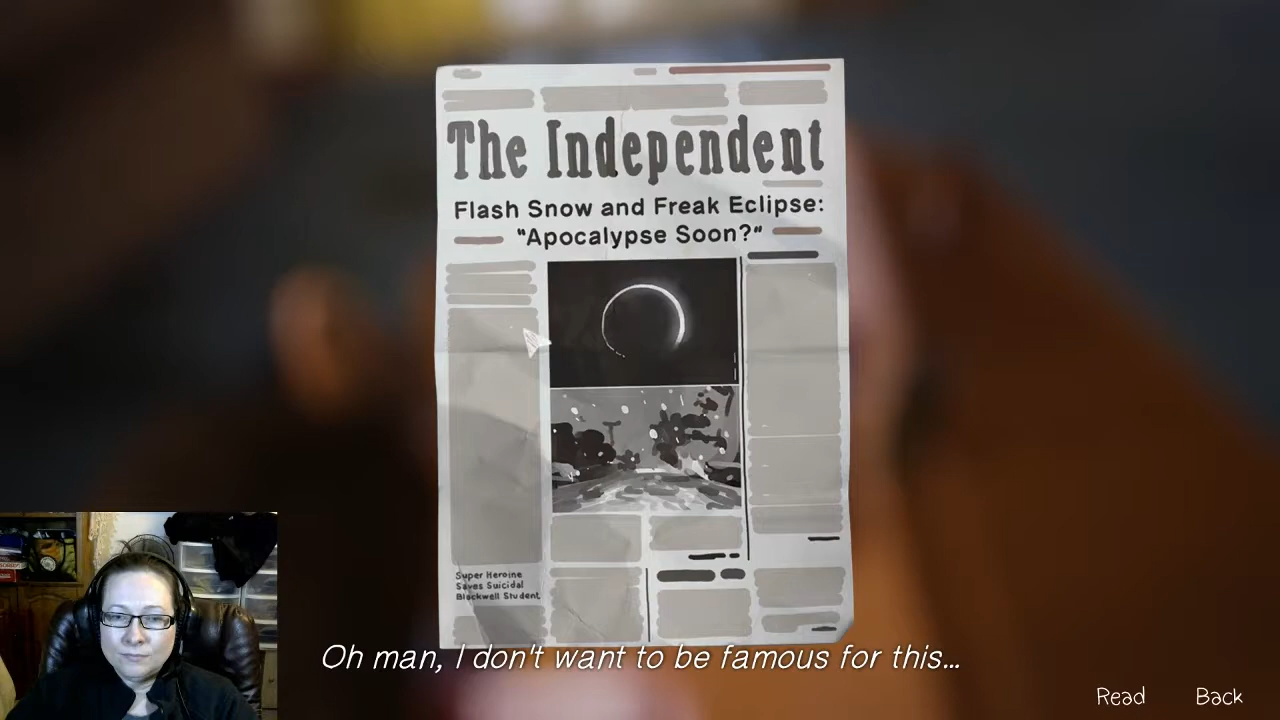 The Independent
Flash Snow and Freak Eclipse:
"Apocalypse Soon?"
Super Heroine
Saves Suicidal
Blackwell Student
Oh man, I don't want to be famous for this...
Read Back